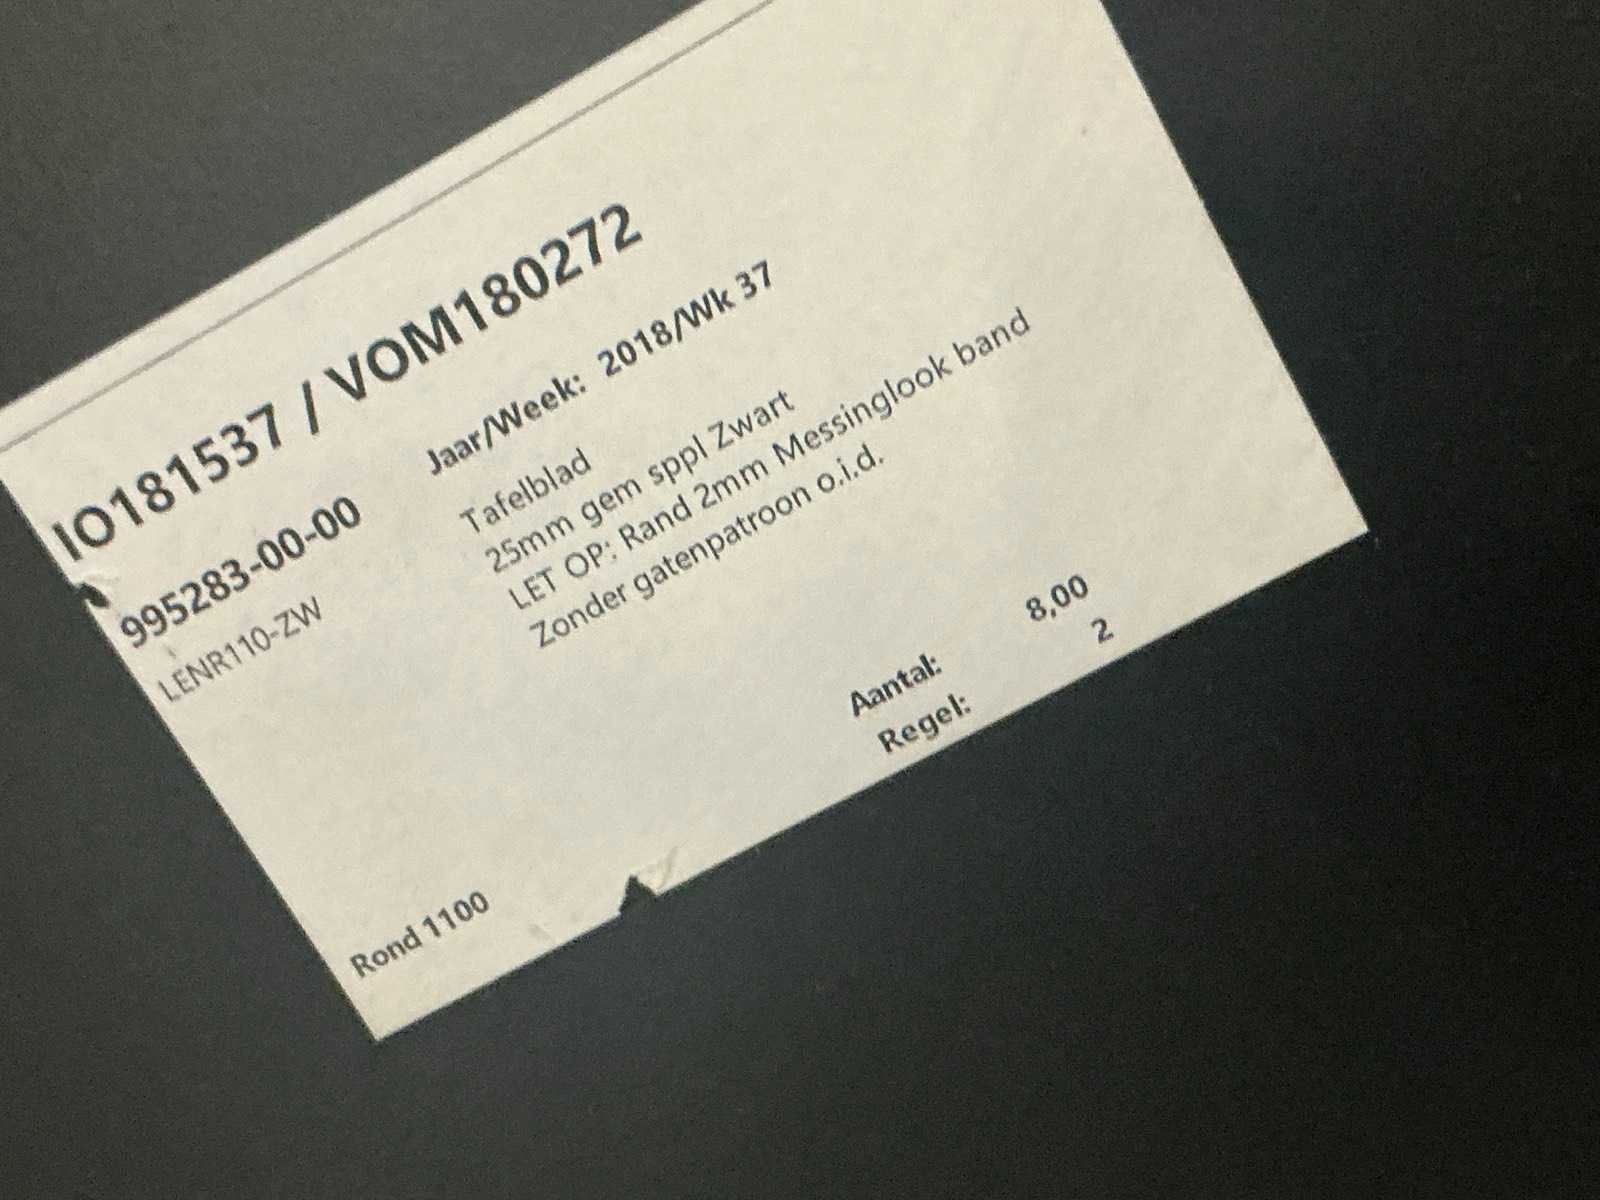 IO181537 / VOM180272
995283-00-00
Jaar/Week: 2018/Wk 37
LENR110-ZW
Tafelblad
25mm gem sppl Zwart
LET OP: Rand 2mm Messinglook band
Zonder gatenpatroon o.i.d.
Aantal: 8,00
Regel: 2
Rond 1100